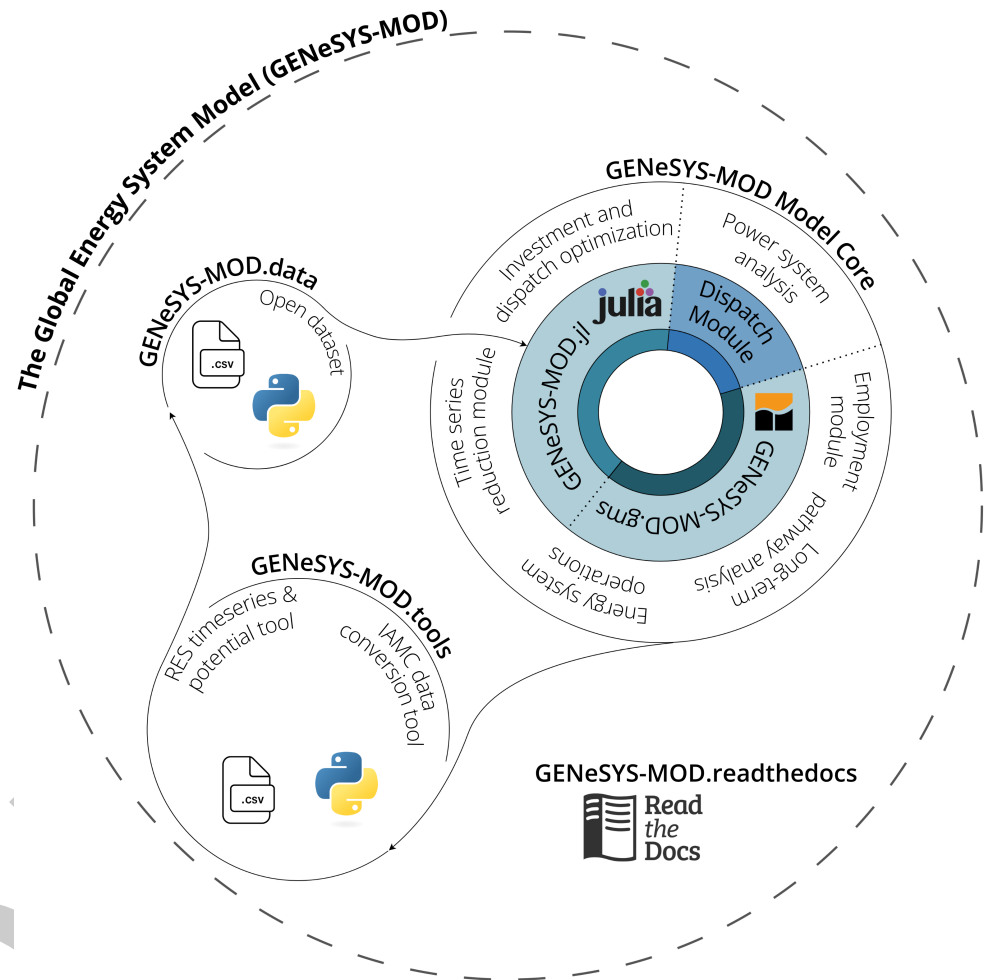 The Global Energy System Model (GENeSYS-MOD)
GENeSYS-MOD.data
Open dataset
.csv
GENeSYS-MOD Model Core
Investment and
dispatch optimization
Power system
analysis
Employment
module
Long-term
pathway analysis
Energy system
operations
Time series
reduction module
julia
GENeSYS-MOD.jl
Dispatch
Module
GENeSYS-MOD.gms
GENeSYS-MOD.tools
RES timeseries &
potential tool
IAMC data
conversion tool
.csv
GENeSYS-MOD.readthedocs
Read
the
Docs